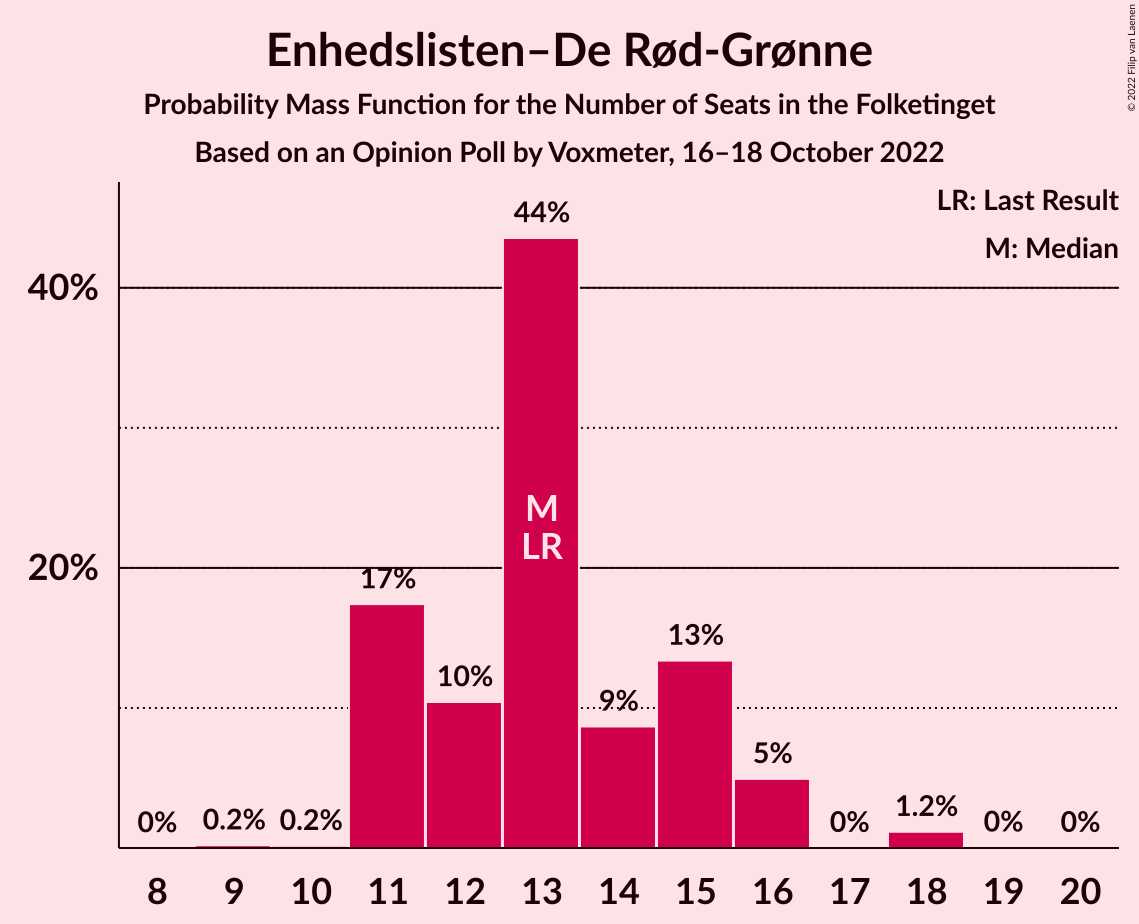 Enhedslisten–De Rød-Grønne
Probability Mass Function for the Number of Seats in the Folketinget
Based on an Opinion Poll by Voxmeter, 16–18 October 2022
© 2022 Filip van Laenen
LR: Last Result
M: Median
40%
20%
0%
0.2%
0.2%
17%
10%
44%
M
LR
9%
13%
5%
0%
1.2%
0%
0%
8 9 10 11 12 13 14 15 16 17 18 19 20